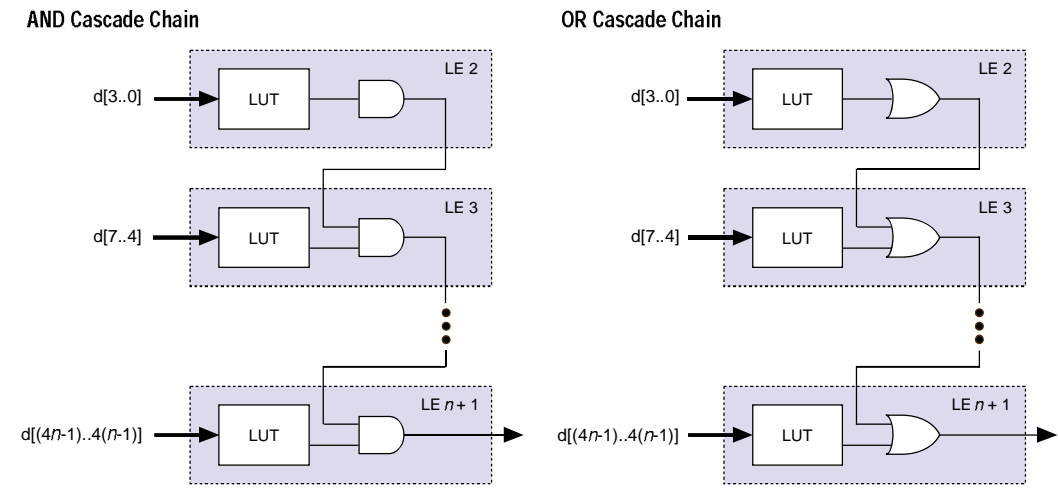 AND Cascade Chain
LE 2
d[3..0]
LUT
LE 3
d[7..4]
LUT
LE n + 1
d[(4n-1)..4(n-1)]
LUT
OR Cascade Chain
LE 2
d[3..0]
LUT
LE 3
d[7..4]
LUT
LE n + 1
d[(4n-1)..4(n-1)]
LUT